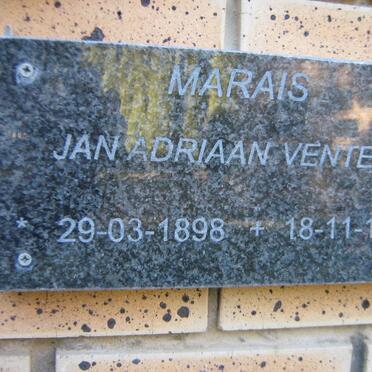 MARAIS
JAN ADRIAAN VENTE
* 29-03-1898 + 18-11-1